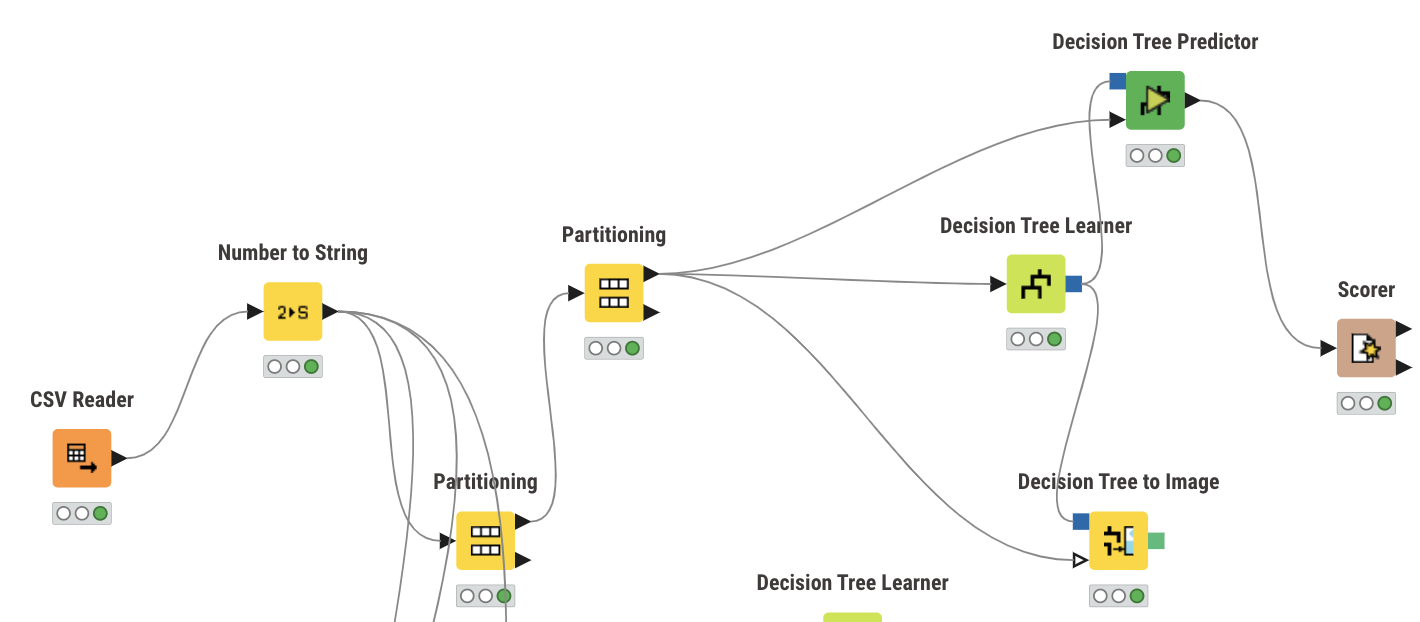 Decision Tree Predictor
Decision Tree Learner
Partitioning
Number to String
2▸S
Scorer
CSV Reader
Partitioning
Decision Tree to Image
Decision Tree Learner